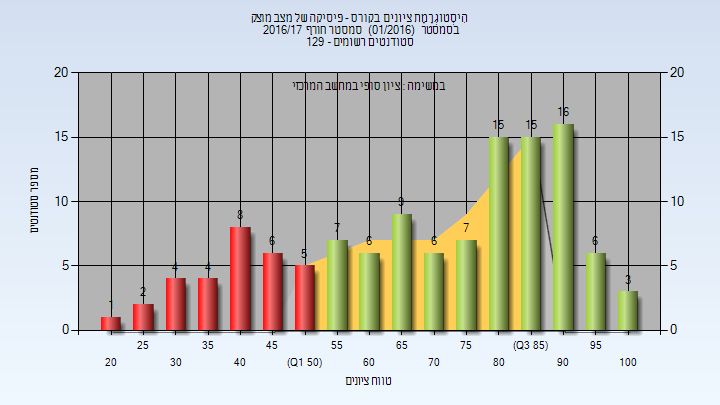 הִיסְטוֹגְרָמַת ציונים בקורס - פיסיקה של מצב מוצק
בסמסטר (01/2016) סמסטר חורף 2016/17
סטודנטים רשומים - 129
במשימה : ציון סופי במחשב המרכזי
מספר סטודנטים
20 20
15 15
10 10
5 5
0 0
1 2 4 4 8 6 5 7 6 9 6 7 15 15 16 6 3
25 35 45 55 65 75 (Q3 85) 95
20 30 40 (Q1 50) 60 70 80 90 100
טווח ציונים